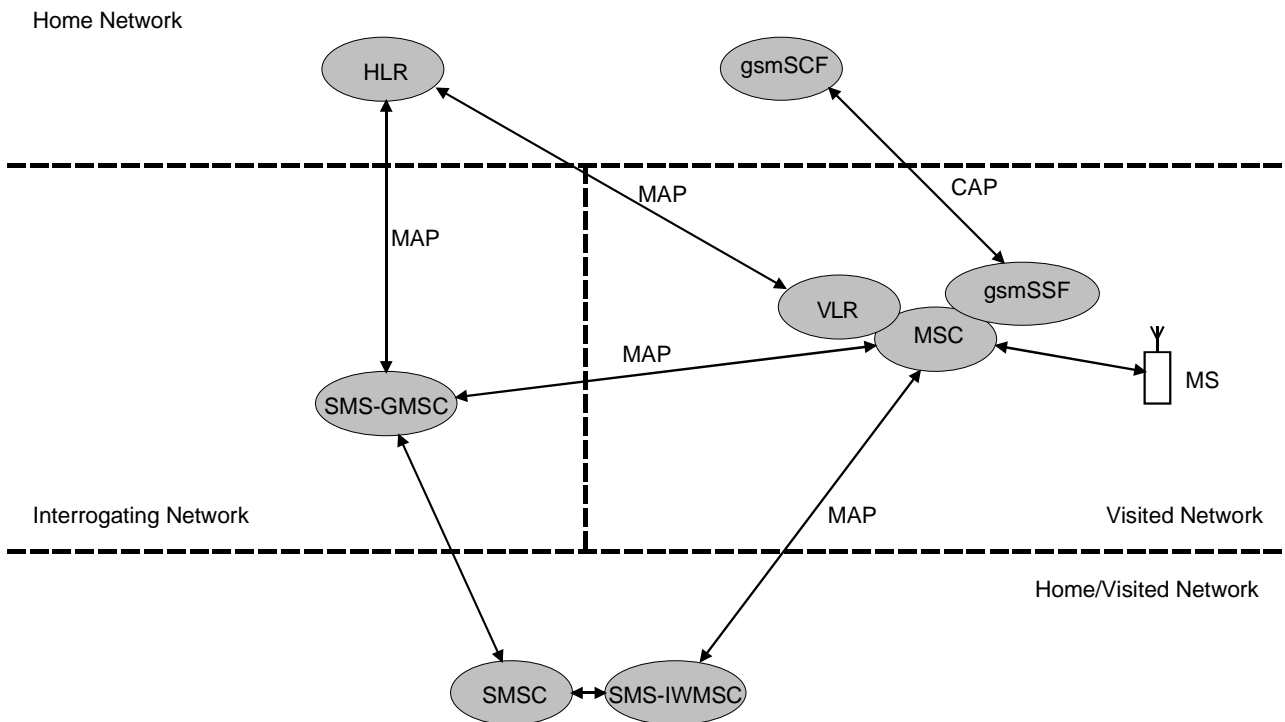 Home Network
HLR
gsmSCF
MAP
CAP
MAP
gsmSSF
VLR
MSC
MAP
MS
SMS-GMSC
Interrogating Network
MAP
Visited Network
Home/Visited Network
SMSC
SMS-IWMSC